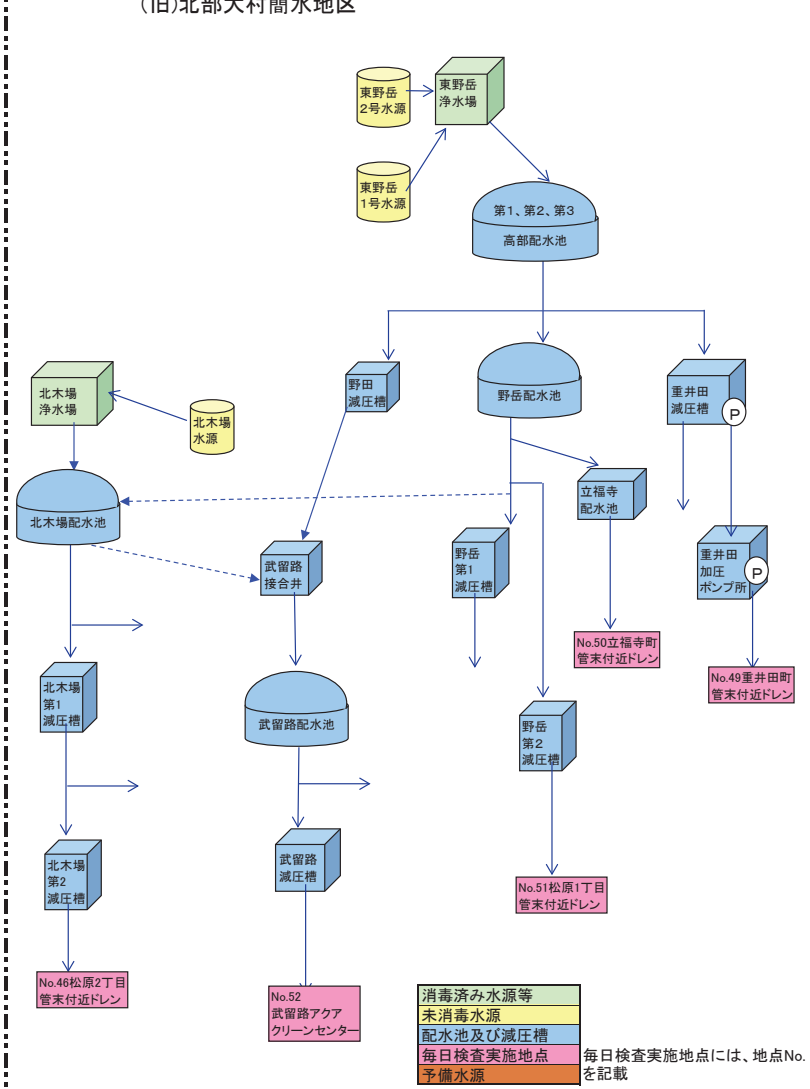 (旧)北部大村簡水地区
東野岳
2号水源
東野岳
浄水場
東野岳
1号水源
第1、第2、第3
高部配水池
野田
減圧槽
野岳配水池
重井田
減圧槽
P
北木場
浄水場
北木場
水源
北木場配水池
立福寺
配水池
武留路
接合井
野岳
第1
減圧槽
重井田
加圧
ポンプ所
P
No.50立福寺町
管末付近ドレン
No.49重井田町
管末付近ドレン
北木場
第1
減圧槽
武留路配水池
野岳
第2
減圧槽
北木場
第2
減圧槽
武留路
減圧槽
No.51松原1丁目
管末付近ドレン
No.46松原2丁目
管末付近ドレン
No.52
武留路アクア
クリーンセンター
消毒済み水源等
未消毒水源
配水池及び減圧槽
毎日検査実施地点
予備水源
毎日検査実施地点には、地点No.
を記載